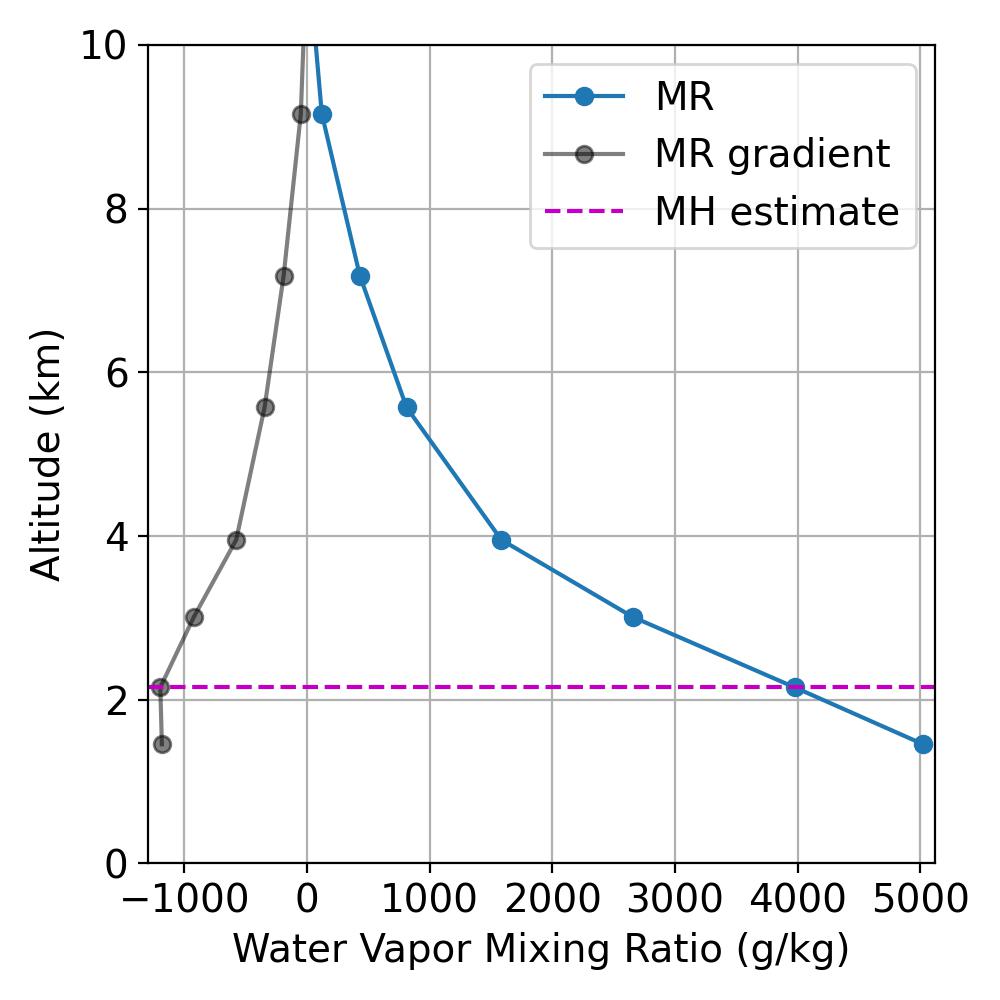 10
8
6
4
2
0
Altitude (km)
MR
MR gradient
MH estimate
−1000 0 1000 2000 3000 4000 5000
Water Vapor Mixing Ratio (g/kg)